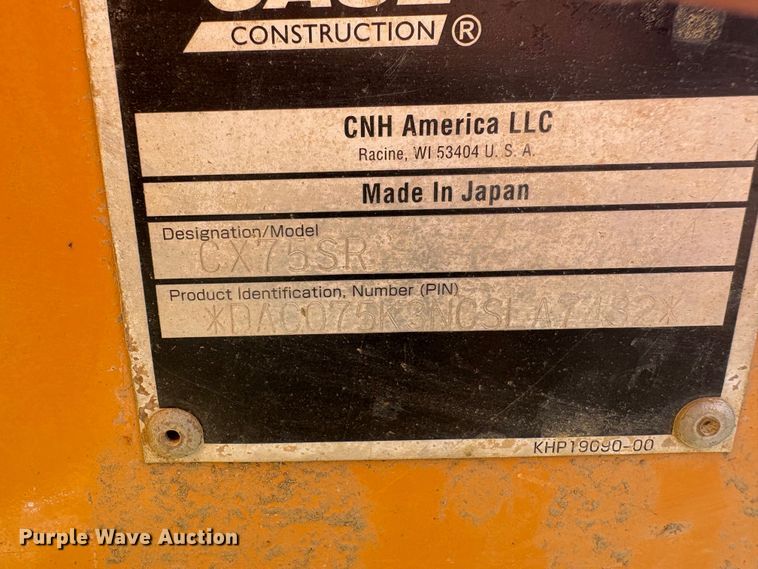 CASE
CONSTRUCTION®
CNH America LLC
Racine, WI 53404 U. S. A.
Made In Japan
Designation/Model
CX75SR
Product Identification, Number (PIN)
KHP19090-00
Purple Wave Auction